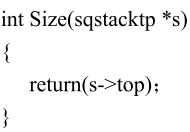 int Size(sqstacktp *s)
{
return(s->top)；
}